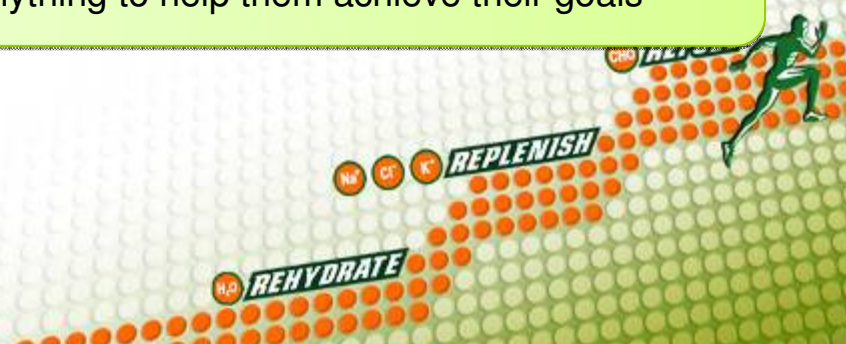 to help them achieve their goals
CHO
Na⁺ Cl⁻ K⁺ REPLENISH
H₂O REHYDRATE